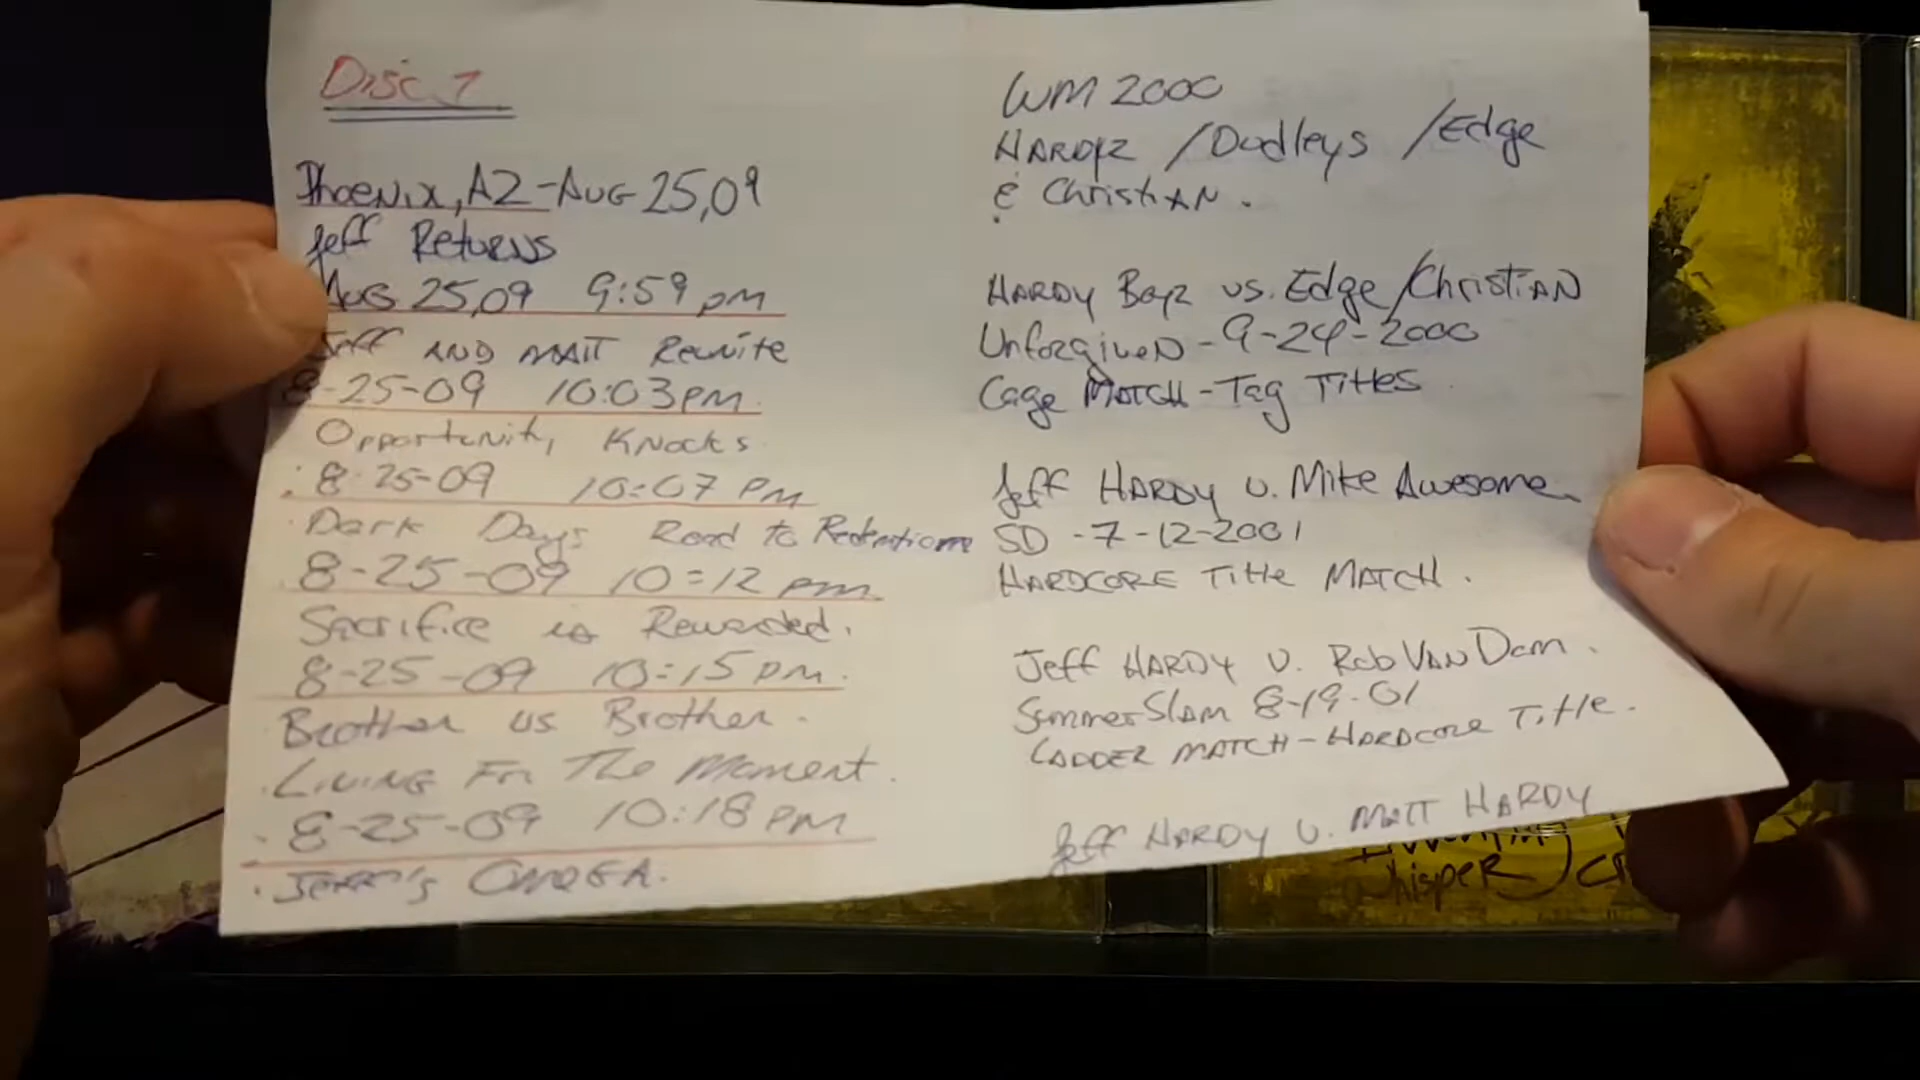 Disc 1
Phoenix, AZ - Aug 25,09
Jeff Returns
Aug 25,09 9:59 pm
Jeff AND MATT Reunite
8-25-09 10:03 PM.
Opportunity Knocks
8-25-09 10:07 PM
Dark Days Road to
8-25-09 10:12 pm.
Sacrifice is Rewarded.
8-25-09 10:15 pm.
Brother vs Brother.
Living For The Moment.
8-25-09 10:18 PM
OMEGA.
WM 2000
HARDYZ / Dudleys / Edge
& Christian.
HARDY Boyz vs. Edge/Christian
Unforgiven - 9-24-2000
Cage MATCH - Tag Titles
Jeff HARDY v. Mike Awesome
SD - 7-12-2001
HARDCORE Title MATCH.
Jeff HARDY v. Rob VAN Dam.
SummerSlam 8-19-01
LADDER MATCH - HARDCORE Title.
Jeff HARDY v. MATT HARDY
whispeR